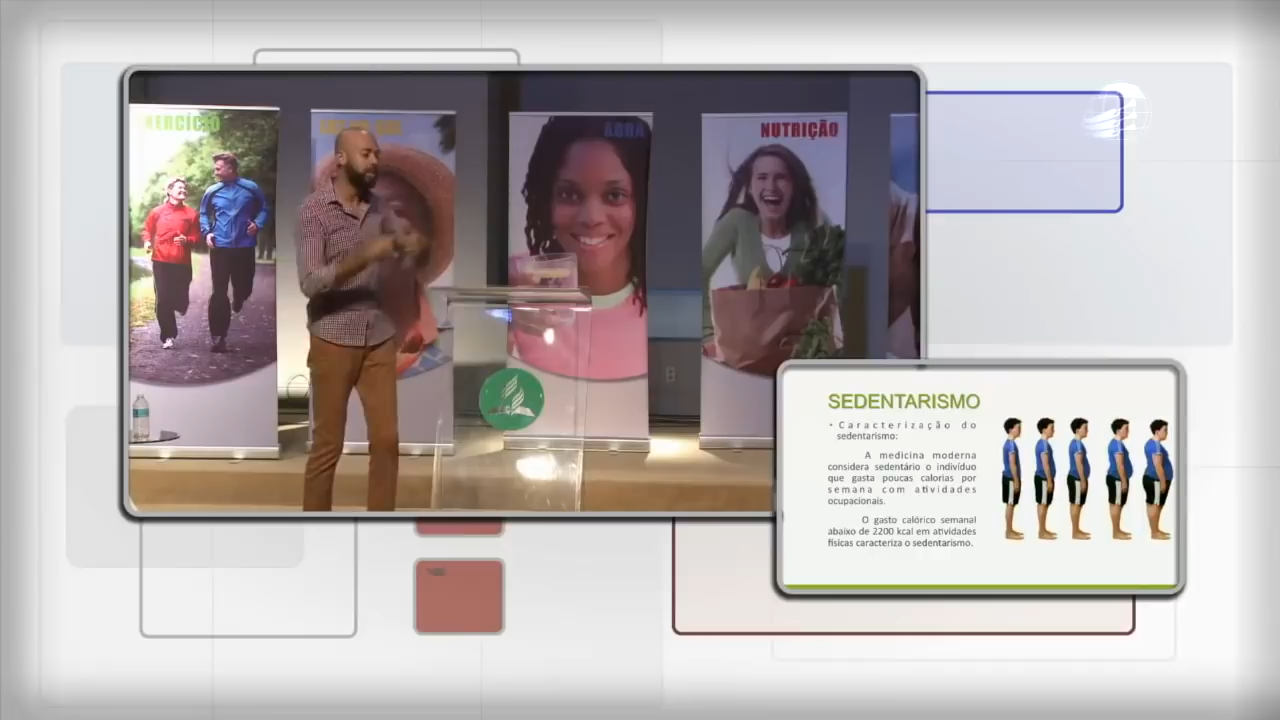 EXERCÍCIO
NUTRIÇÃO
SEDENTARISMO
• Caracterização do
sedentarismo:
A medicina moderna
considera sedentário o indivíduo
que gasta poucas calorias por
semana com atividades
ocupacionais.
O gasto calórico semanal
abaixo de 2200 kcal em atividades
físicas caracteriza o sedentarismo.